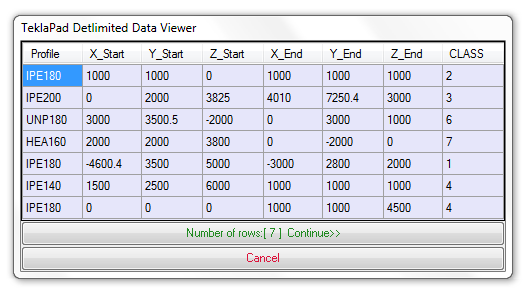 TeklaPad Detlimited Data Viewer
Profile X_Start Y_Start Z_Start X_End Y_End Z_End CLASS
IPE180 1000 1000 0 1000 1000 1000 2
IPE200 0 2000 3825 4010 7250.4 3000 3
UNP180 3000 3500.5 -2000 0 3000 1000 6
HEA160 2000 2000 3800 0 -2000 0 7
IPE180 -4600.4 3500 5000 -3000 2800 2000 1
IPE140 1500 2500 6000 1000 1000 1000 4
IPE180 0 0 0 1000 1000 4500 4
Number of rows:[ 7 ] Continue>>
Cancel